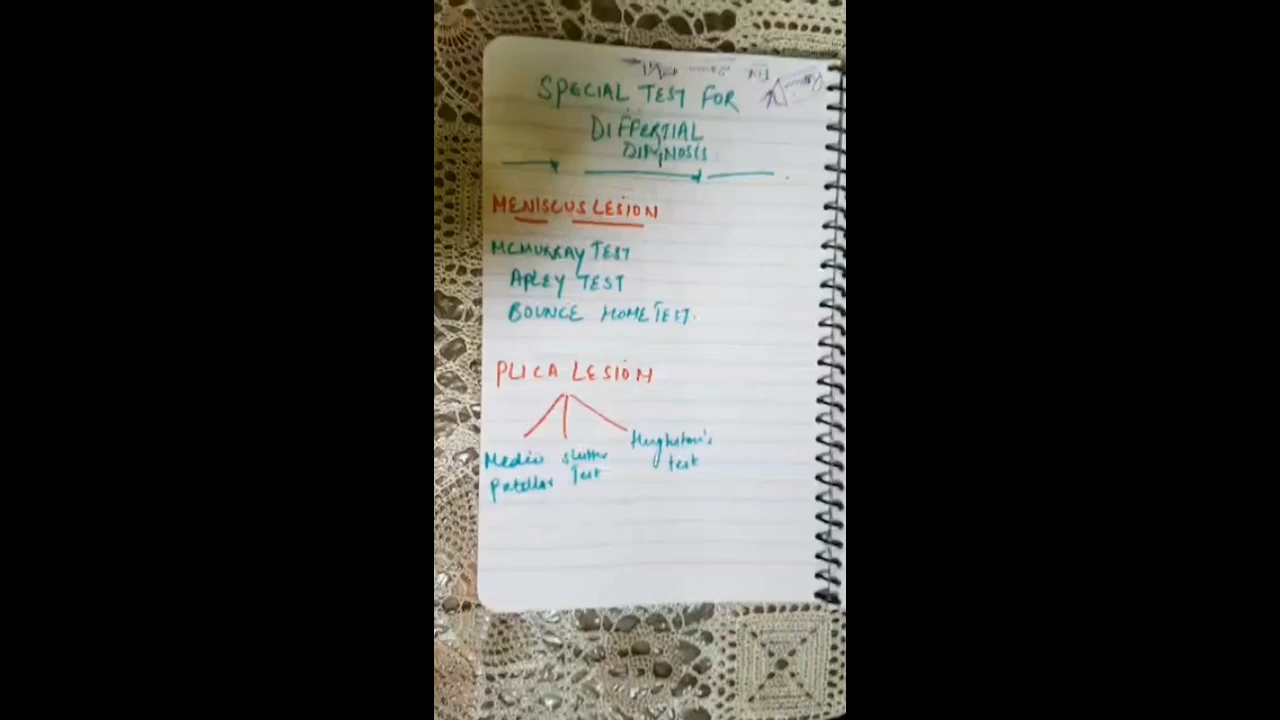 SPECIAL TEST FOR
DIFFERTIAL
DIAGNOSIS
MENISCUS LESION
MCMURRAY TEST
APLEY TEST
BOUNCE HOME TEST.
PLICA LESION
Medio patellar
Stutter Test
Hughston's test